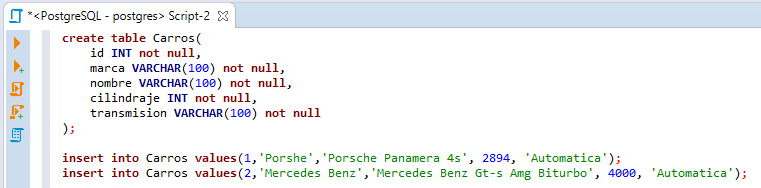 *<PostgreSQL - postgres> Script-2
create table Carros(
id INT not null,
marca VARCHAR(100) not null,
nombre VARCHAR(100) not null,
cilindraje INT not null,
transmision VARCHAR(100) not null
);
insert into Carros values(1,'Porshe','Porsche Panamera 4s', 2894, 'Automatica');
insert into Carros values(2,'Mercedes Benz','Mercedes Benz Gt-s Amg Biturbo', 4000, 'Automatica');